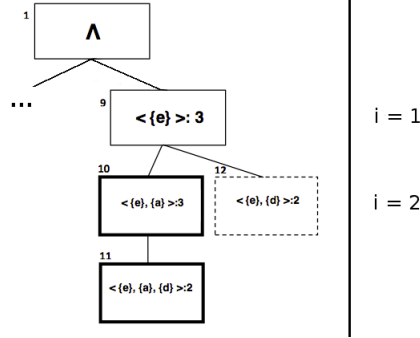 1
Λ
...
9
< {e} >: 3
i = 1
10
< {e}, {a} >:3
12
< {e}, {d} >:2
i = 2
11
< {e}, {a}, {d} >:2